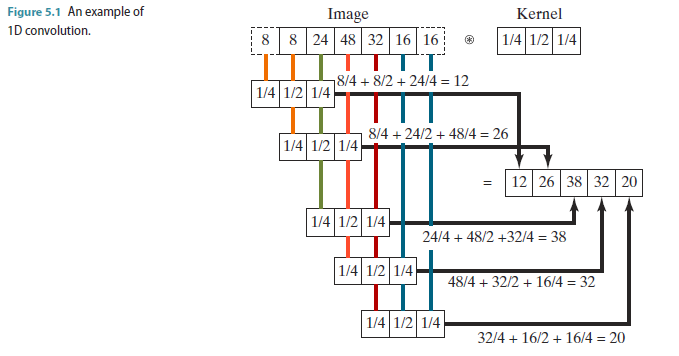 Figure 5.1 An example of
1D convolution.
Image
Kernel
8 8 24 48 32 16 16 ⊛ 1/4 1/2 1/4
8/4 + 8/2 + 24/4 = 12
1/4 1/2 1/4
8/4 + 24/2 + 48/4 = 26
1/4 1/2 1/4
= 12 26 38 32 20
1/4 1/2 1/4
24/4 + 48/2 +32/4 = 38
1/4 1/2 1/4
48/4 + 32/2 + 16/4 = 32
1/4 1/2 1/4
32/4 + 16/2 + 16/4 = 20